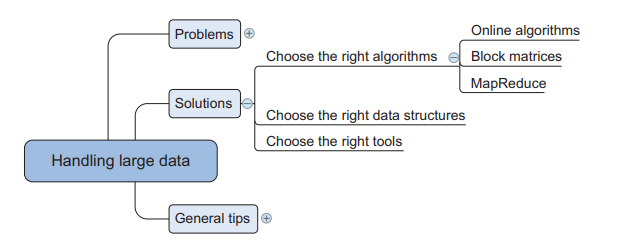 Problems
Solutions
Choose the right algorithms
Online algorithms
Block matrices
MapReduce
Choose the right data structures
Choose the right tools
Handling large data
General tips